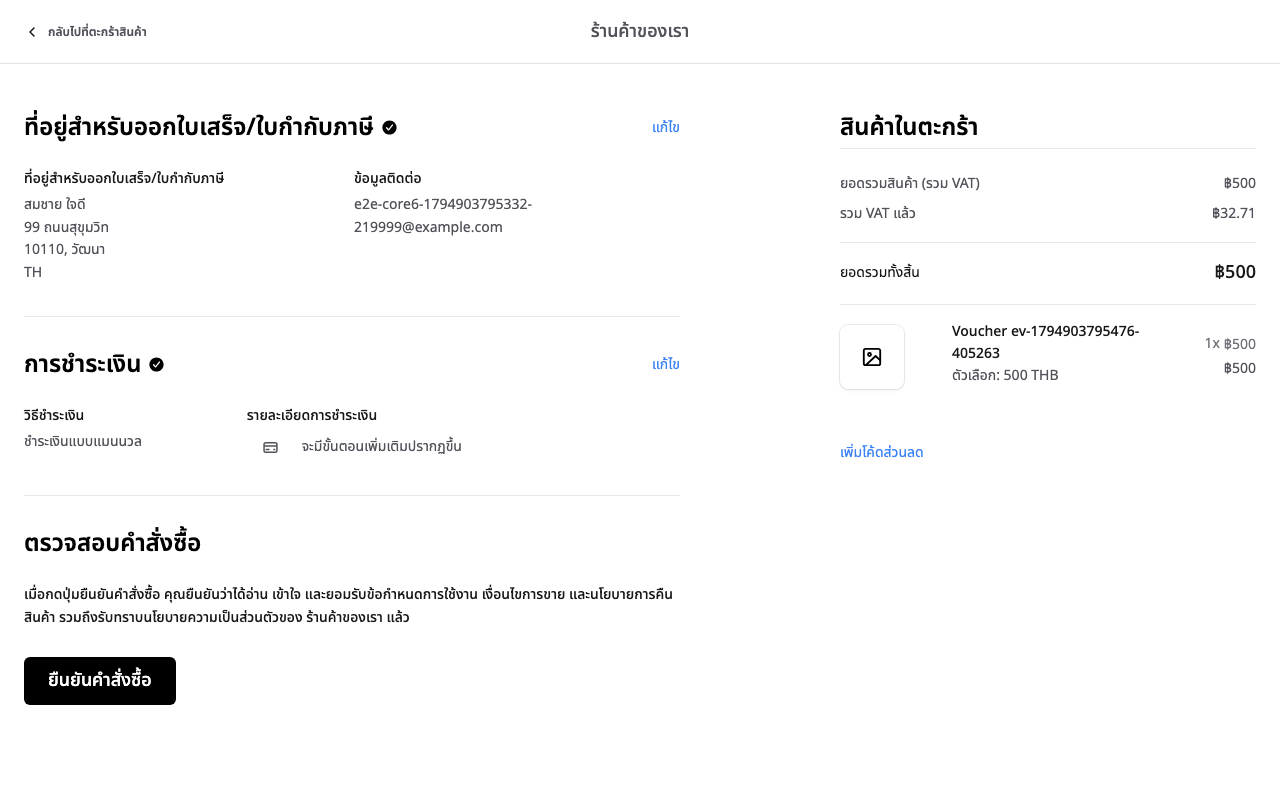 กลับไปที่ตะกร้าสินค้า
ร้านค้าของเรา
ที่อยู่สำหรับออกใบเสร็จ/ใบกำกับภาษี
แก้ไข
ที่อยู่สำหรับออกใบเสร็จ/ใบกำกับภาษี
สมชาย ใจดี
99 ถนนสุขุมวิท
10110, วัฒนา
TH
ข้อมูลติดต่อ
e2e-core6-1794903795332-
219999@example.com
การชำระเงิน
แก้ไข
วิธีชำระเงิน
ชำระเงินแบบแมนนวล
รายละเอียดการชำระเงิน
จะมีขั้นตอนเพิ่มเติมปรากฏขึ้น
ตรวจสอบคำสั่งซื้อ
เมื่อกดปุ่มยืนยันคำสั่งซื้อ คุณยืนยันว่าได้อ่าน เข้าใจ และยอมรับข้อกำหนดการใช้งาน เงื่อนไขการขาย และนโยบายการคืน
สินค้า รวมถึงรับทราบนโยบายความเป็นส่วนตัวของ ร้านค้าของเรา แล้ว
ยืนยันคำสั่งซื้อ
สินค้าในตะกร้า
ยอดรวมสินค้า (รวม VAT) ฿500
รวม VAT แล้ว ฿32.71
ยอดรวมทั้งสิ้น ฿500
Voucher ev-1794903795476-
405263
ตัวเลือก: 500 THB
1x ฿500
฿500
เพิ่มโค้ดส่วนลด